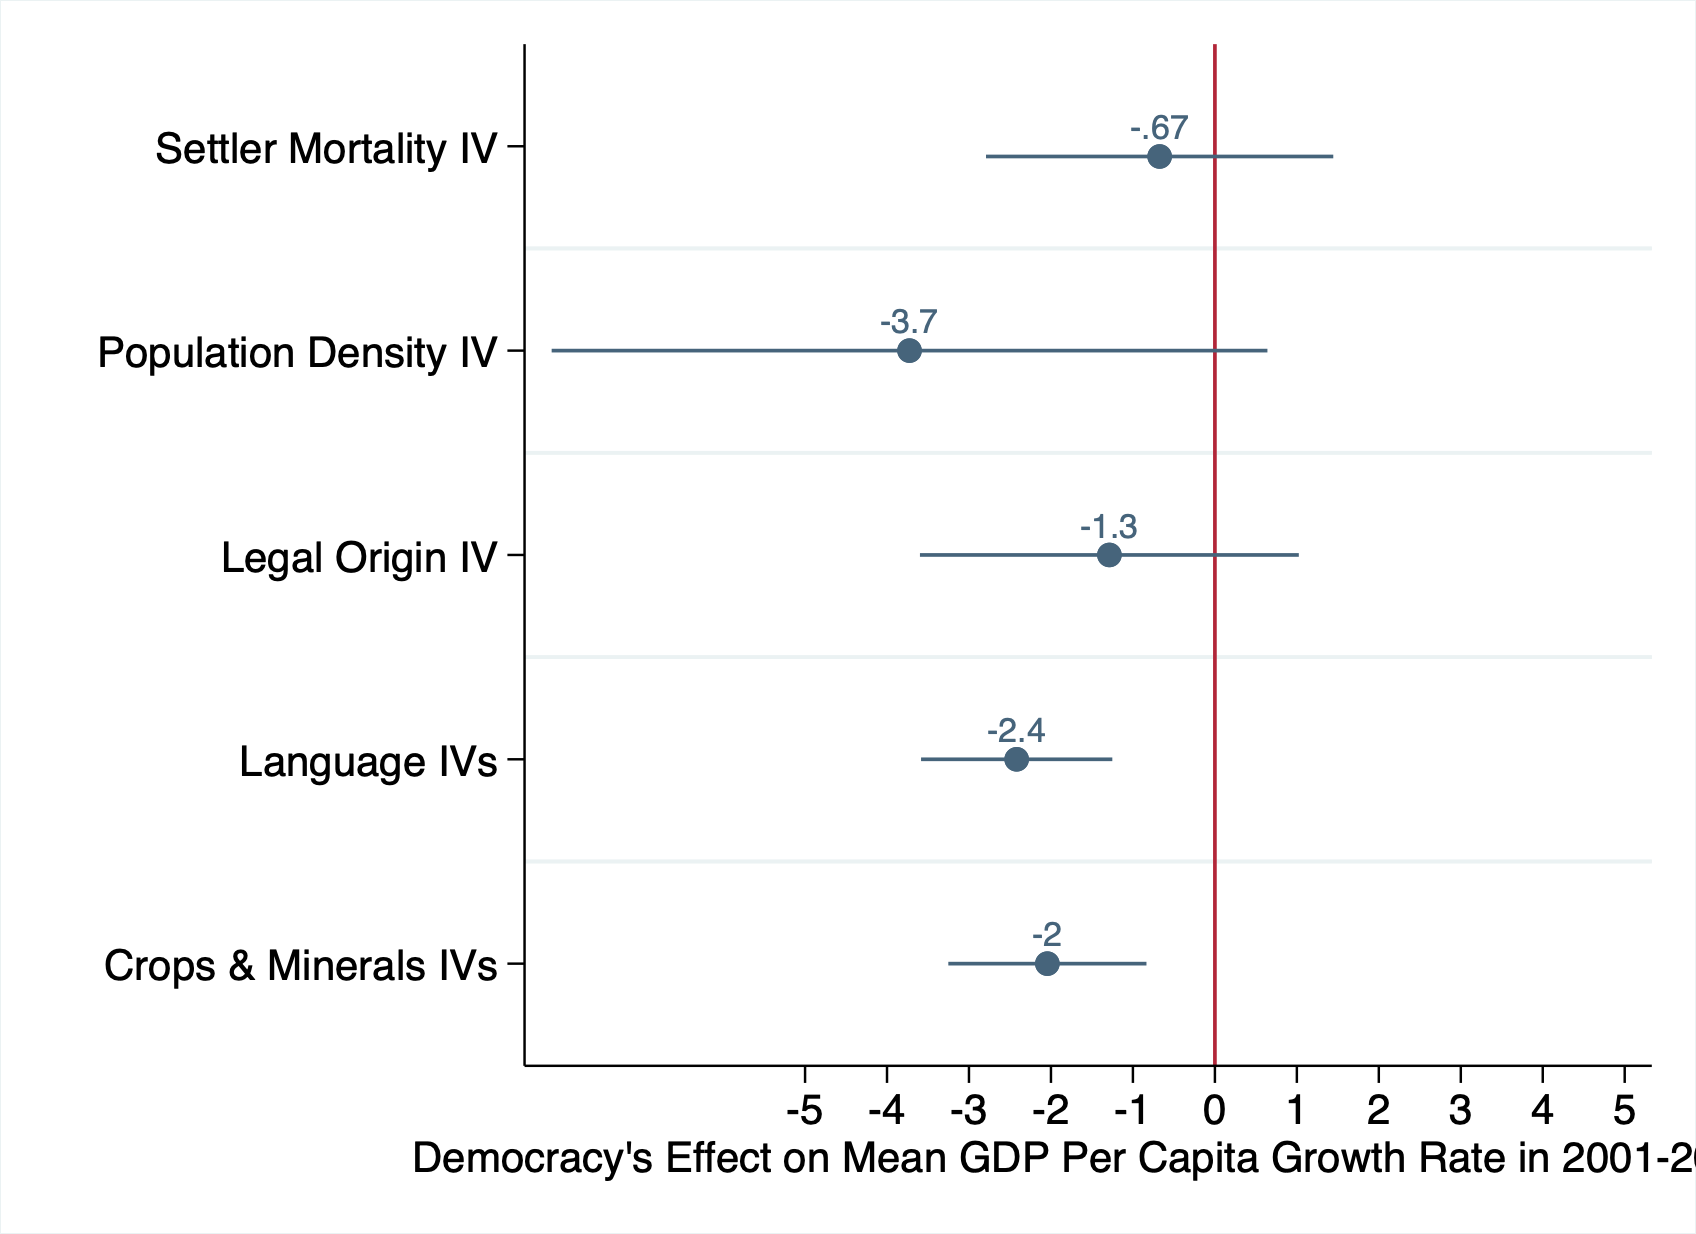 Settler Mortality IV
-.67
Population Density IV
-3.7
Legal Origin IV
-1.3
Language IVs
-2.4
Crops & Minerals IVs
-2
-5 -4 -3 -2 -1 0 1 2 3 4 5
Democracy's Effect on Mean GDP Per Capita Growth Rate in